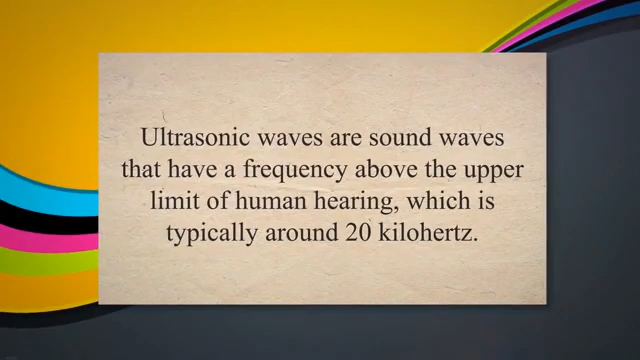 Ultrasonic waves are sound waves
that have a frequency above the upper
limit of human hearing, which is
typically around 20 kilohertz.